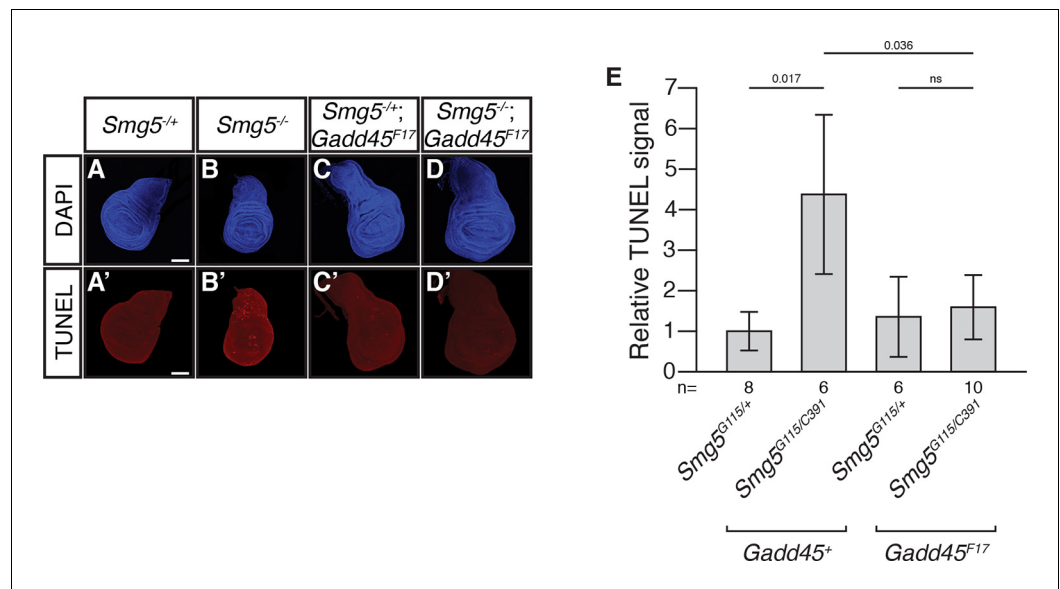 Smg5-/+
Smg5-/-
Smg5-/+;
Gadd45F17
Smg5-/-;
Gadd45F17
DAPI
A
B
C
D
TUNEL
A’
B’
C’
D’
E
0.036
0.017
ns
Relative TUNEL signal
7
6
5
4
3
2
1
0
n=
8
6
6
10
Smg5G115/+
Smg5G115/C391
Smg5G115/+
Smg5G115/C391
Gadd45+
Gadd45F17